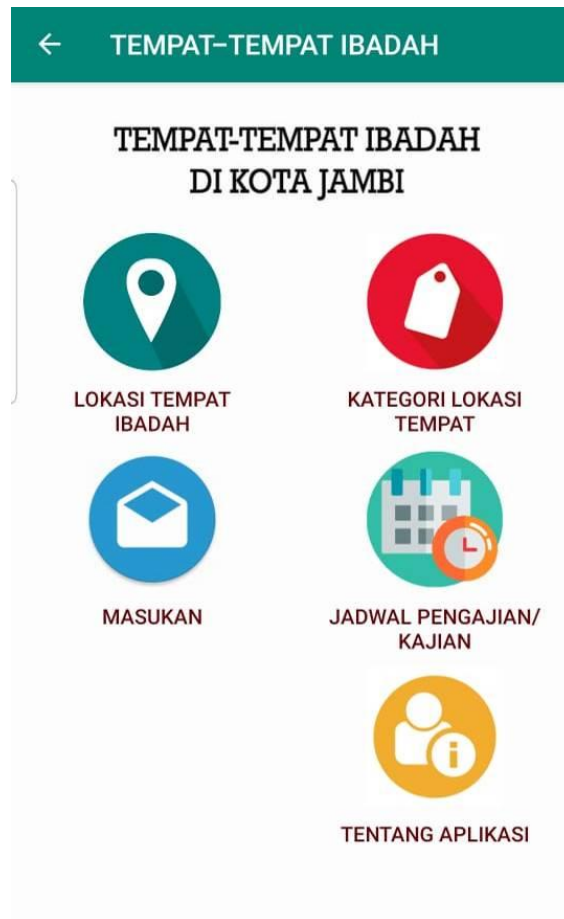 TEMPAT-TEMPAT IBADAH
TEMPAT-TEMPAT IBADAH
DI KOTA JAMBI
LOKASI TEMPAT
IBADAH
KATEGORI LOKASI
TEMPAT
MASUKAN
JADWAL PENGAJIAN/
KAJIAN
TENTANG APLIKASI